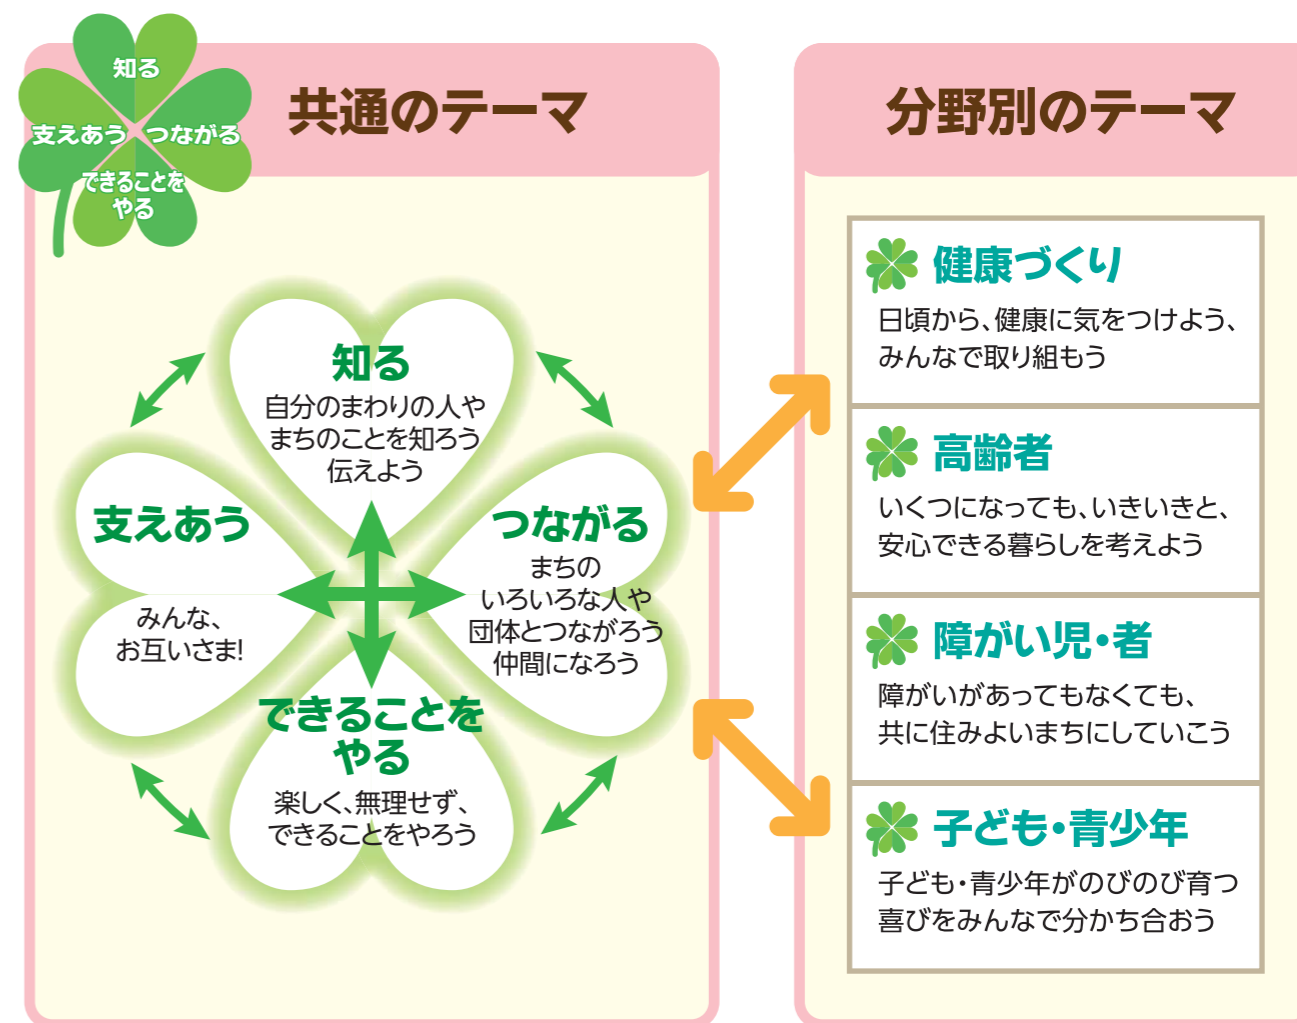 知る
支えあう
つながる
できることを
やる
共通のテーマ
知る
自分のまわりの人や
まちのことを知ろう
伝えよう
支えあう
みんな、
お互いさま!
つながる
まちの
いろいろな人や
団体とつながろう
仲間になろう
できることを
やる
楽しく、無理せず、
できることをやろう
分野別のテーマ
健康づくり
日頃から、健康に気をつけよう、
みんなで取り組もう
高齢者
いくつになっても、いきいきと、
安心できる暮らしを考えよう
障がい児・者
障がいがあってもなくても、
共に住みよいまちにしていこう
子ども・青少年
子ども・青少年がのびのび育つ
喜びをみんなで分かち合おう